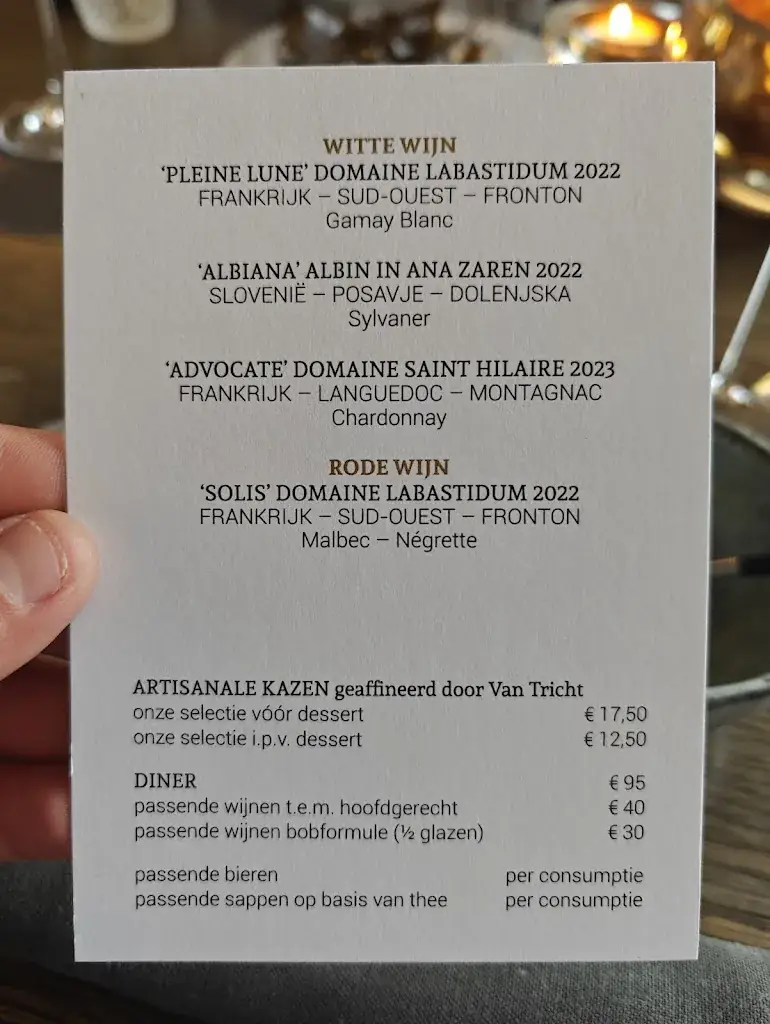 WITTE WIJN
‘PLEINE LUNE’ DOMAINE LABASTIDUM 2022
FRANKRIJK – SUD-OUEST – FRONTON
Gamay Blanc
‘ALBIANA’ ALBIN IN ANA ZAREN 2022
SLOVENIË – POSAVJE – DOLENJSKA
Sylvaner
‘ADVOCATE’ DOMAINE SAINT HILAIRE 2023
FRANKRIJK – LANGUEDOC – MONTAGNAC
Chardonnay
RODE WIJN
‘SOLIS’ DOMAINE LABASTIDUM 2022
FRANKRIJK – SUD-OUEST – FRONTON
Malbec – Négrette
ARTISANALE KAZEN geaffineerd door Van Tricht
onze selectie vóór dessert € 17,50
onze selectie i.p.v. dessert € 12,50
DINER € 95
passende wijnen t.e.m. hoofdgerecht € 40
passende wijnen bobformule (½ glazen) € 30
passende bieren per consumptie
passende sappen op basis van thee per consumptie